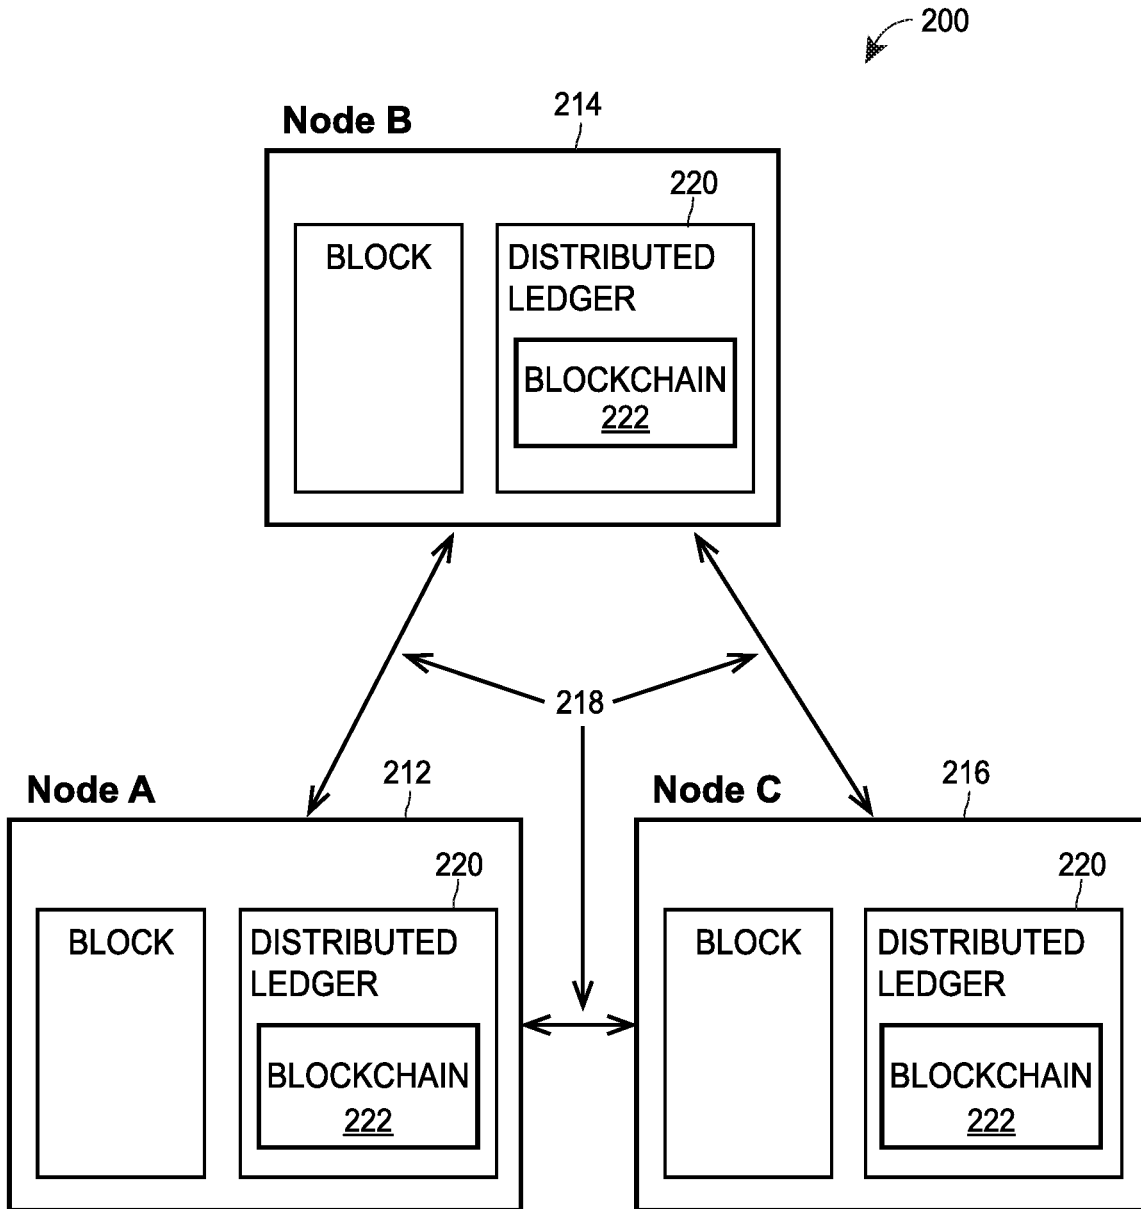 200
Node B
214
220
BLOCK
DISTRIBUTED
LEDGER
BLOCKCHAIN
222
218
Node A
212
220
BLOCK
DISTRIBUTED
LEDGER
BLOCKCHAIN
222
Node C
216
220
BLOCK
DISTRIBUTED
LEDGER
BLOCKCHAIN
222